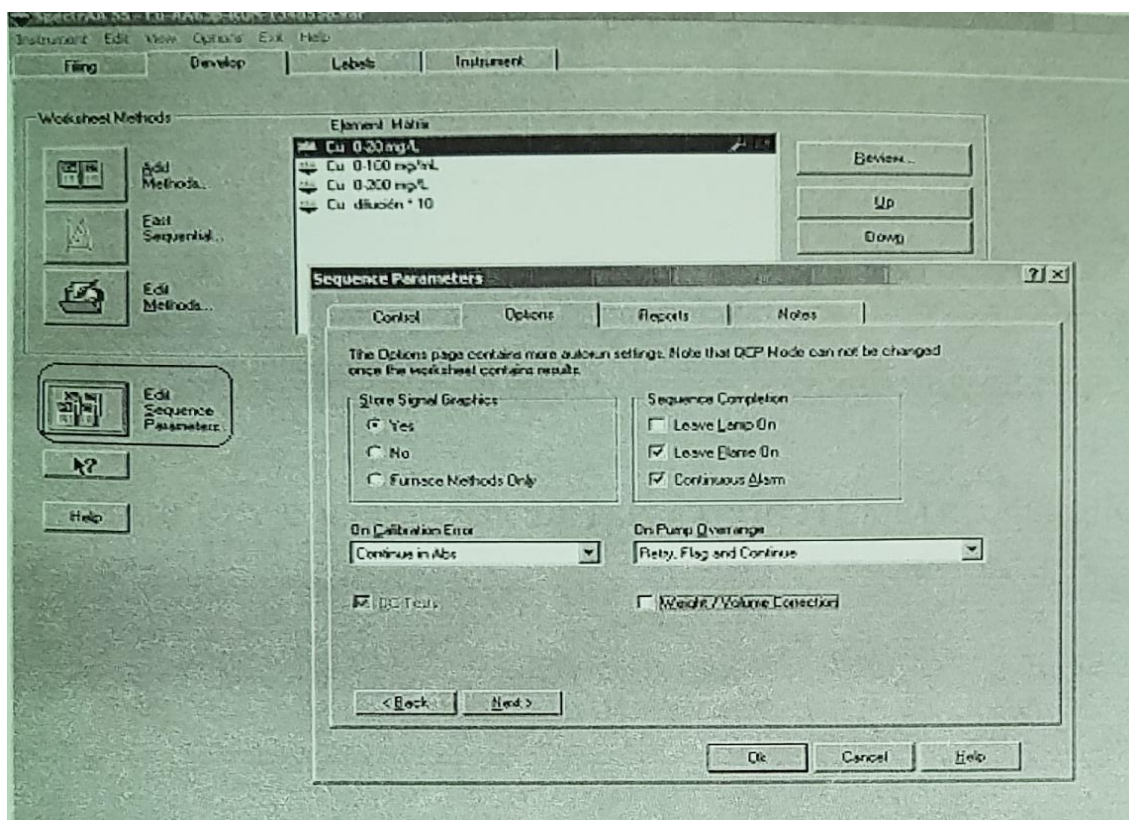 SpectrAA 55 -
Instrument Edit View Options Exit Help
Filing Develop Labels Instrument
Worksheet Methods
Element Matrix
Cu 0-20 mg/L
Cu 0-100 mg/mL
Cu 0-200 mg/L
Cu dilución * 10
Add
Methods...
Fast
Sequential...
Edit
Methods...
Edit
Sequence
Parameters...
Help
Review...
Up
Down
Sequence Parameters
Control Options Reports Notes
The Options page contains more autorun settings. Note that QCP Mode can not be changed
once the worksheet contains results.
Store Signal Graphics
Yes
No
Furnace Methods Only
Sequence Completion
Leave Lamp On
Leave Flame On
Continuous Alarm
On Calibration Error
Continue in Abs
On Pump Overrange
Retry, Flag and Continue
QC Tests
Weight / Volume Correction
< Back Next >
Ok Cancel Help